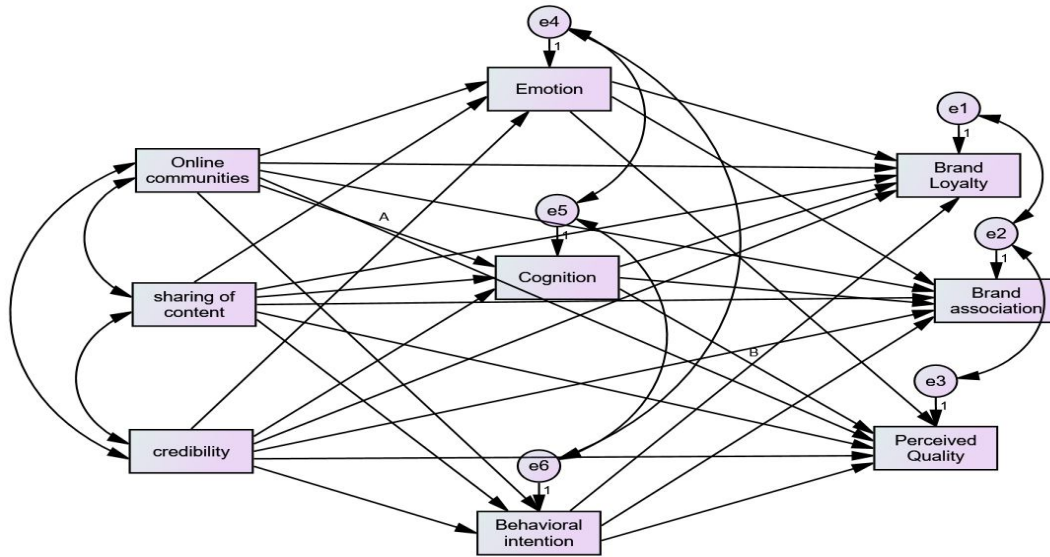 e4
1
Emotion
e1
1
Online
communities
Brand
Loyalty
A
e5
1
e2
1
Cognition
sharing of
content
Brand
association
B
e3
1
credibility
Perceived
Quality
e6
1
Behavioral
intention